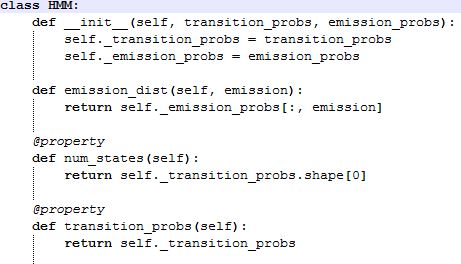 class HMM:
    def __init__(self, transition_probs, emission_probs):
        self._transition_probs = transition_probs
        self._emission_probs = emission_probs
    def emission_dist(self, emission):
        return self._emission_probs[:, emission]
    @property
    def num_states(self):
        return self._transition_probs.shape[0]
    @property
    def transition_probs(self):
        return self._transition_probs